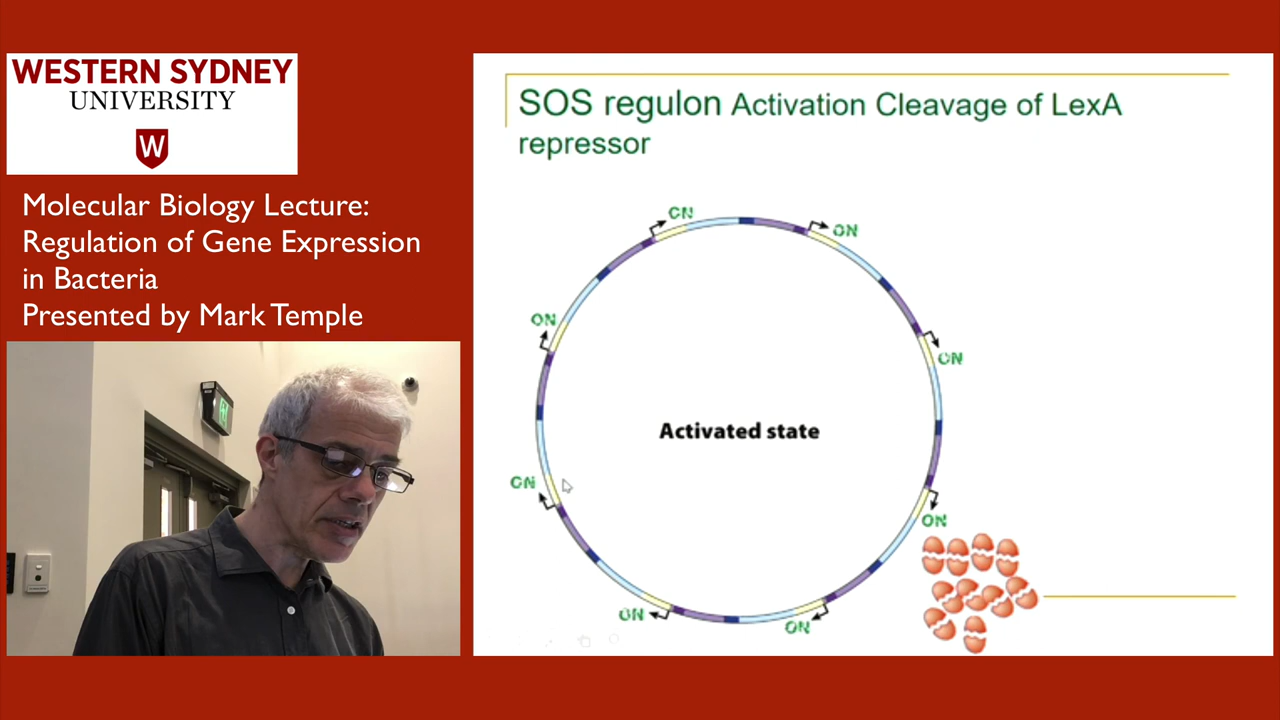 WESTERN SYDNEY
UNIVERSITY
W
Molecular Biology Lecture:
Regulation of Gene Expression
in Bacteria
Presented by Mark Temple
SOS regulon Activation Cleavage of LexA
repressor
ON
ON
ON
ON
ON
ON
ON
ON
Activated state